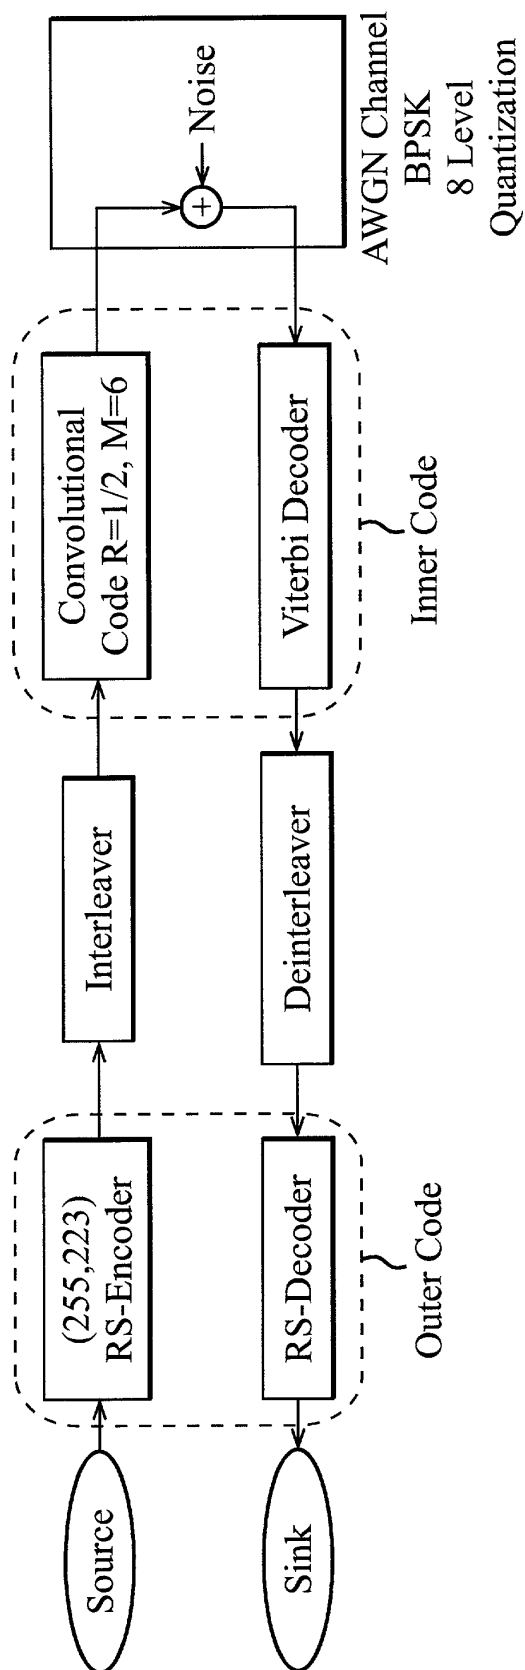 Source
(255,223)
RS-Encoder
Interleaver
Convolutional
Code R=1/2, M=6
+
Noise
AWGN Channel
BPSK
8 Level
Quantization
Viterbi Decoder
Inner Code
Deinterleaver
RS-Decoder
Outer Code
Sink